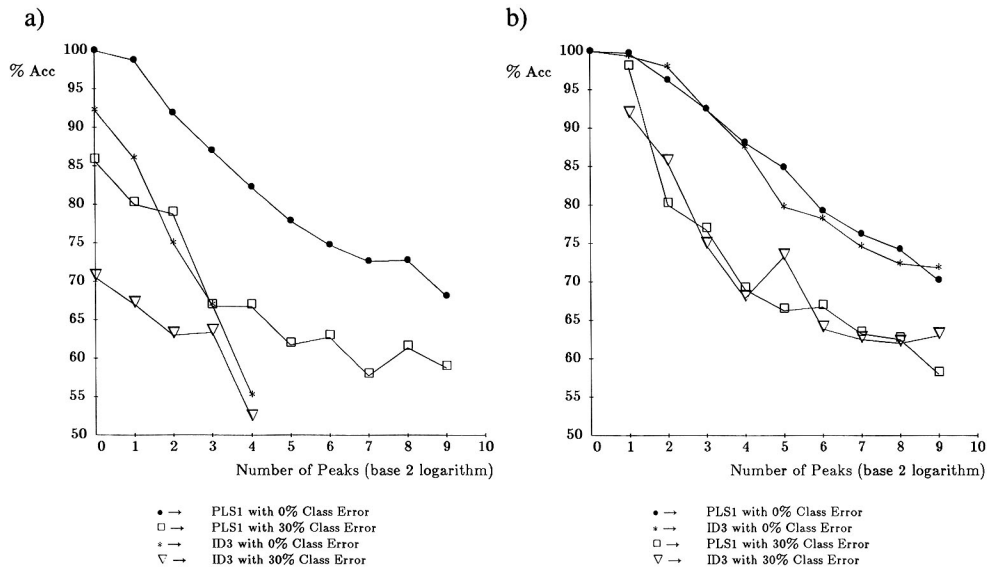 a)
% Acc
100
95
90
85
80
75
70
65
60
55
50
0 1 2 3 4 5 6 7 8 9 10
Number of Peaks (base 2 logarithm)
● → PLS1 with 0% Class Error
□ → PLS1 with 30% Class Error
* → ID3 with 0% Class Error
▽ → ID3 with 30% Class Error
b)
% Acc
100
95
90
85
80
75
70
65
60
55
50
0 1 2 3 4 5 6 7 8 9 10
Number of Peaks (base 2 logarithm)
● → PLS1 with 0% Class Error
* → ID3 with 0% Class Error
□ → PLS1 with 30% Class Error
▽ → ID3 with 30% Class Error